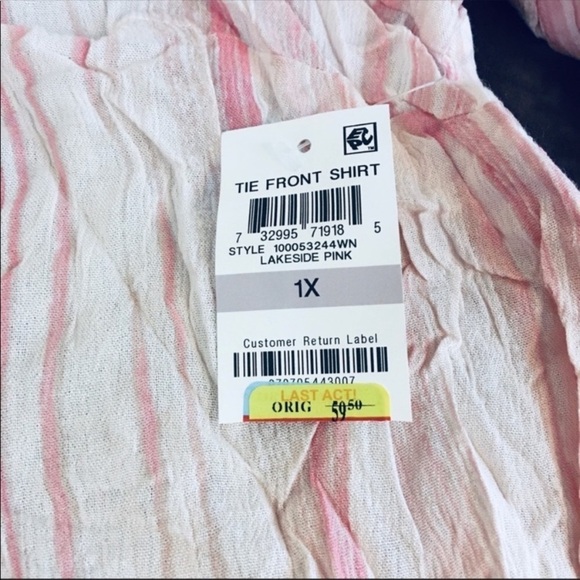 TIE FRONT SHIRT
7 32995 71918 5
STYLE 100053244WN
LAKESIDE PINK
1X
Customer Return Label
LAST ACT!
ORIG 59.50